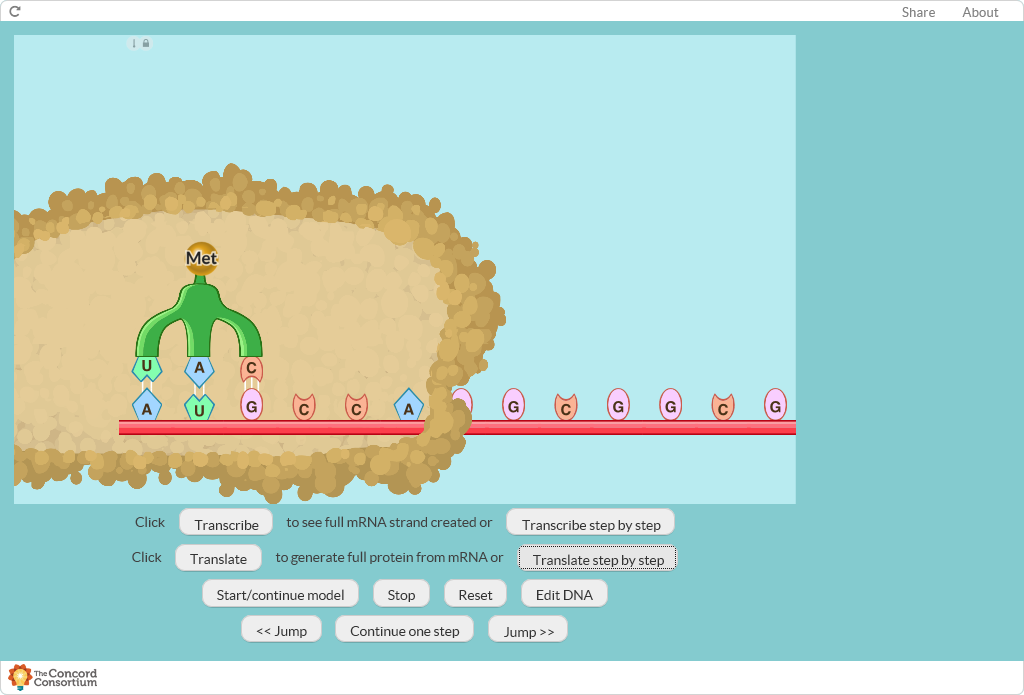 Share About
Met
U A C
A U G C C A G C G G C G
Click Transcribe to see full mRNA strand created or Transcribe step by step
Click Translate to generate full protein from mRNA or Translate step by step
Start/continue model Stop Reset Edit DNA
<< Jump Continue one step Jump >>
The Concord
Consortium